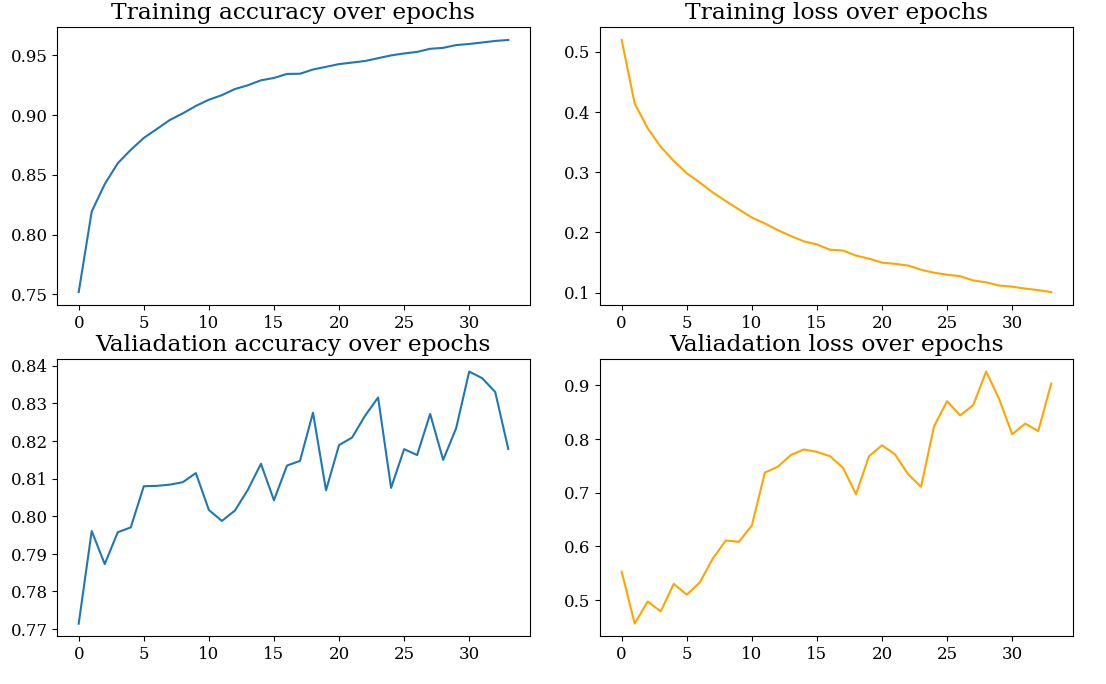 Training accuracy over epochs
0.95
0.90
0.85
0.80
0.75
0 5 10 15 20 25 30
Training loss over epochs
0.5
0.4
0.3
0.2
0.1
0 5 10 15 20 25 30
Valiadation accuracy over epochs
0.84
0.83
0.82
0.81
0.80
0.79
0.78
0.77
0 5 10 15 20 25 30
Valiadation loss over epochs
0.9
0.8
0.7
0.6
0.5
0 5 10 15 20 25 30